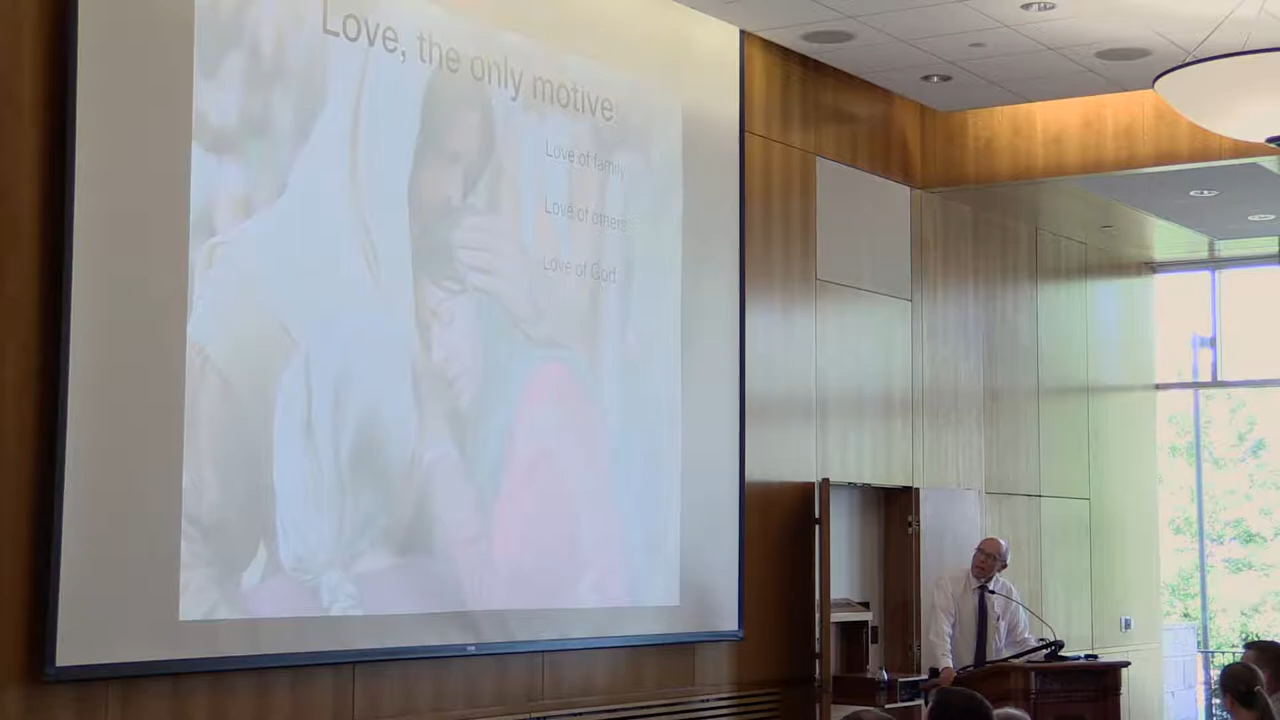 Love, the only motive
Love of family
Love of others
Love of God